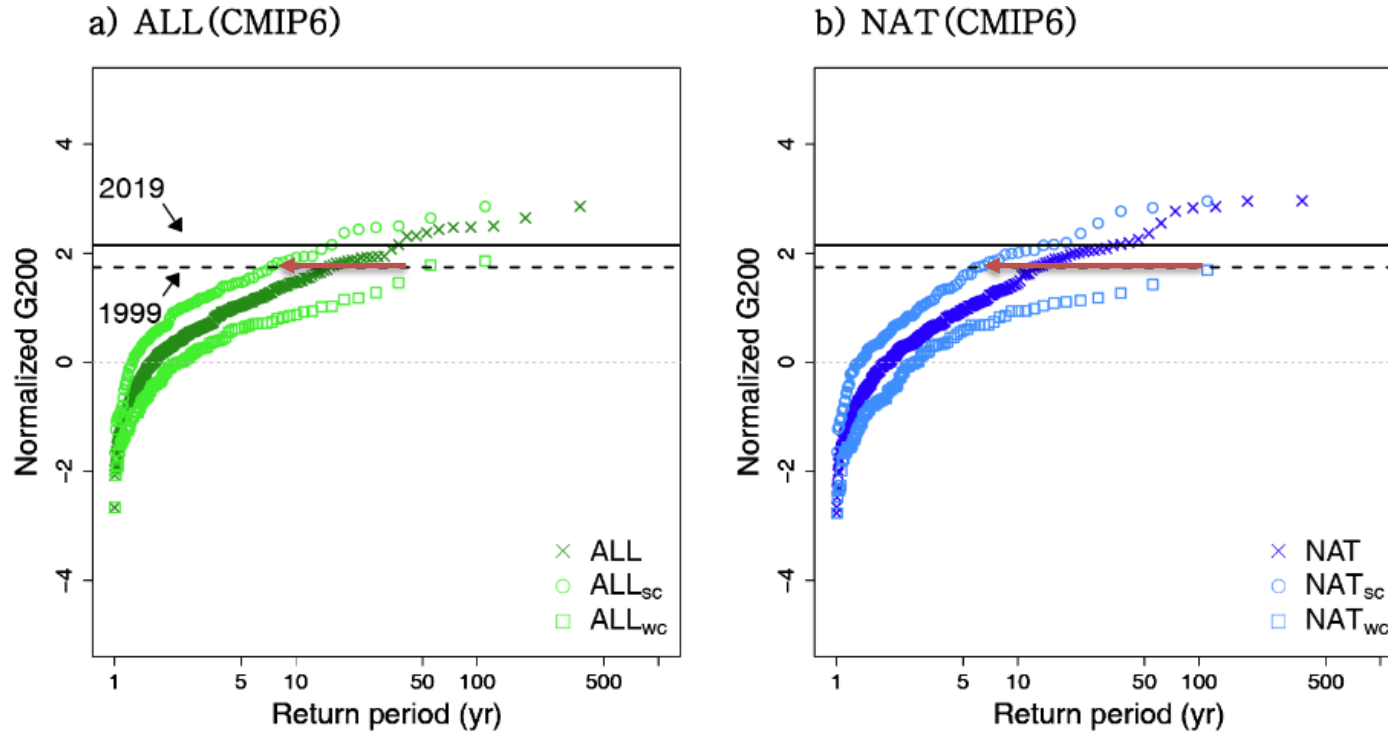 a) ALL(CMIP6)
4
2
0
-2
-4
Normalized G200
2019
1999
ALL
ALLsc
ALLwc
1 5 10 50 100 500
Return period (yr)
b) NAT(CMIP6)
4
2
0
-2
-4
Normalized G200
NAT
NATsc
NATwc
1 5 10 50 100 500
Return period (yr)